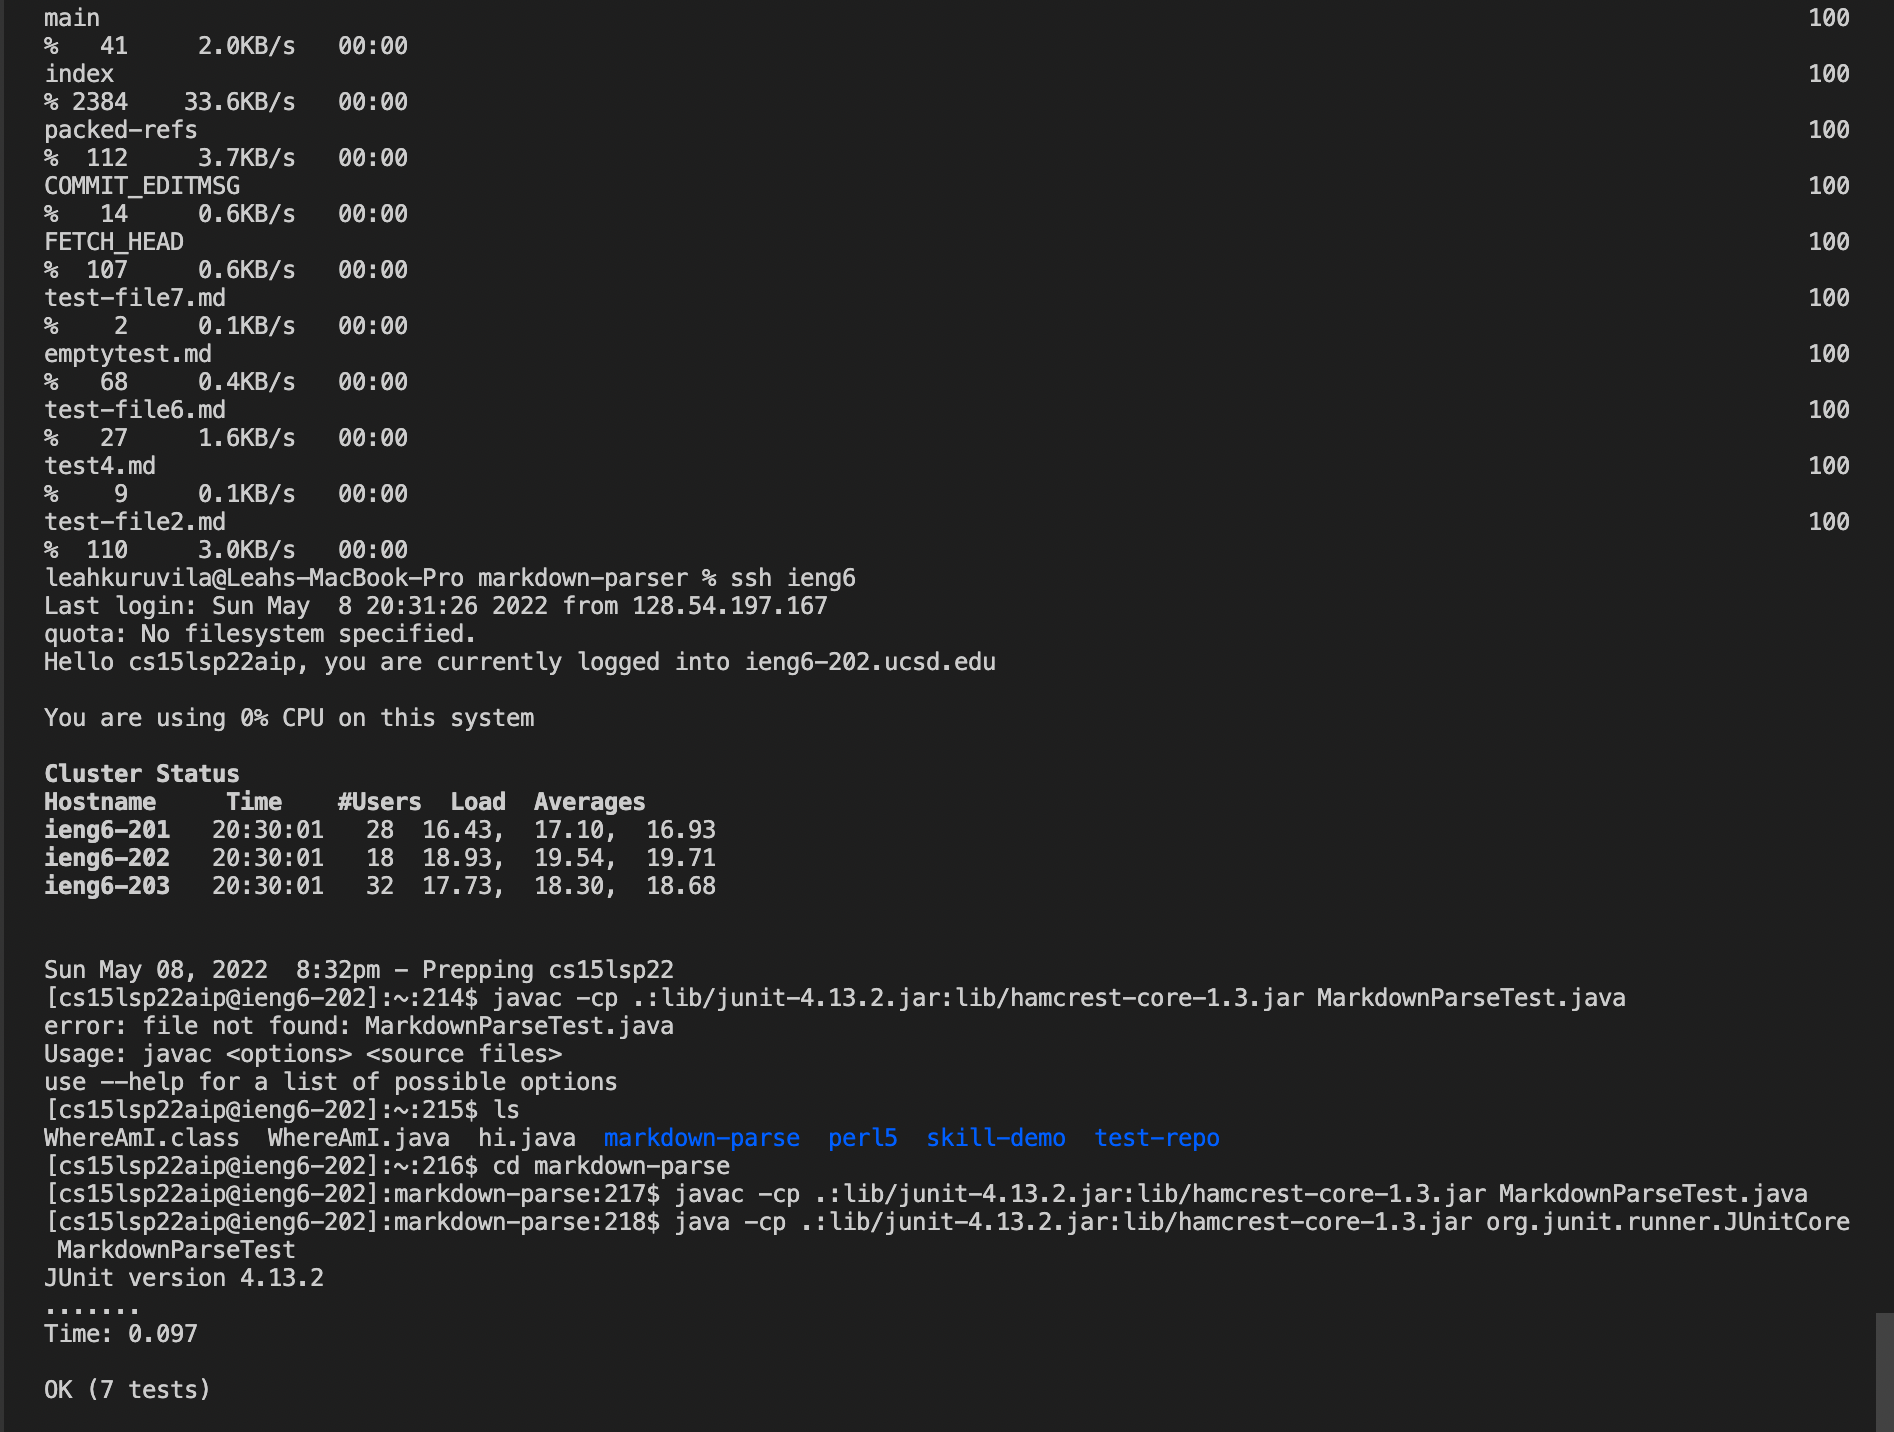 main 100
% 41 2.0KB/s 00:00
index 100
% 2384 33.6KB/s 00:00
packed-refs 100
% 112 3.7KB/s 00:00
COMMIT_EDITMSG 100
% 14 0.6KB/s 00:00
FETCH_HEAD 100
% 107 0.6KB/s 00:00
test-file7.md 100
% 2 0.1KB/s 00:00
emptytest.md 100
% 68 0.4KB/s 00:00
test-file6.md 100
% 27 1.6KB/s 00:00
test4.md 100
% 9 0.1KB/s 00:00
test-file2.md 100
% 110 3.0KB/s 00:00
leahkuruvila@Leahs-MacBook-Pro markdown-parser % ssh ieng6
Last login: Sun May  8 20:31:26 2022 from 128.54.197.167
quota: No filesystem specified.
Hello cs15lsp22aip, you are currently logged into ieng6-202.ucsd.edu
You are using 0% CPU on this system
Cluster Status
Hostname Time #Users Load Averages
ieng6-201 20:30:01 28 16.43, 17.10, 16.93
ieng6-202 20:30:01 18 18.93, 19.54, 19.71
ieng6-203 20:30:01 32 17.73, 18.30, 18.68
Sun May 08, 2022  8:32pm - Prepping cs15lsp22
[cs15lsp22aip@ieng6-202]:~:214$ javac -cp .:lib/junit-4.13.2.jar:lib/hamcrest-core-1.3.jar MarkdownParseTest.java
error: file not found: MarkdownParseTest.java
Usage: javac <options> <source files>
use --help for a list of possible options
[cs15lsp22aip@ieng6-202]:~:215$ ls
WhereAmI.class  WhereAmI.java  hi.java  markdown-parse  perl5  skill-demo  test-repo
[cs15lsp22aip@ieng6-202]:~:216$ cd markdown-parse
[cs15lsp22aip@ieng6-202]:markdown-parse:217$ javac -cp .:lib/junit-4.13.2.jar:lib/hamcrest-core-1.3.jar MarkdownParseTest.java
[cs15lsp22aip@ieng6-202]:markdown-parse:218$ java -cp .:lib/junit-4.13.2.jar:lib/hamcrest-core-1.3.jar org.junit.runner.JUnitCore
MarkdownParseTest
JUnit version 4.13.2
.......
Time: 0.097
OK (7 tests)